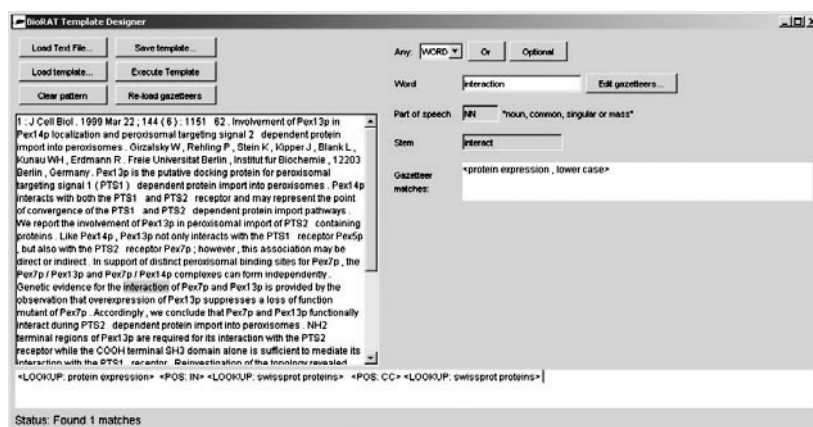 BioRAT Template Designer
Load Text File... Save template...
Load template... Execute Template
Clear pattern Re-load gazetteers
Any: WORD Or Optional
Word interaction Edit gazetteers...
Part of speech NN "noun, common, singular or mass"
Stem interact
Gazetteer matches: <protein expression , lower case>
1 : J Cell Biol . 1999 Mar 22 ; 144 ( 6 ) : 1151 62 . Involvement of Pex13p in
Pex14p localization and peroxisomal targeting signal 2 dependent protein
import into peroxisomes . Girzalsky W , Rehling P , Stein K , Kipper J , Blank L ,
Kunau WH , Erdmann R . Freie Universitat Berlin , Institut fur Biochemie , 12203
Berlin , Germany . Pex13p is the putative docking protein for peroxisomal
targeting signal 1 ( PTS1 ) dependent protein import into peroxisomes . Pex14p
interacts with both the PTS1 and PTS2 receptor and may represent the point
of convergence of the PTS1 and PTS2 dependent protein import pathways .
We report the involvement of Pex13p in peroxisomal import of PTS2 containing
proteins . Like Pex14p , Pex13p not only interacts with the PTS1 receptor Pex5p
, but also with the PTS2 receptor Pex7p ; however , this association may be
direct or indirect . In support of distinct peroxisomal binding sites for Pex7p , the
Pex7p / Pex13p and Pex7p / Pex14p complexes can form independently .
Genetic evidence for the interaction of Pex7p and Pex13p is provided by the
observation that overexpression of Pex13p suppresses a loss of function
mutant of Pex7p . Accordingly , we conclude that Pex7p and Pex13p functionally
interact during PTS2 dependent protein import into peroxisomes . NH2
terminal regions of Pex13p are required for its interaction with the PTS2
receptor while the COOH terminal SH3 domain alone is sufficient to mediate its
interaction with the PTS1 receptor . Reinvestigation of the topology revealed
<LOOKUP: protein expression> <POS: IN> <LOOKUP: swissprot proteins> <POS: CC> <LOOKUP: swissprot proteins>
Status: Found 1 matches